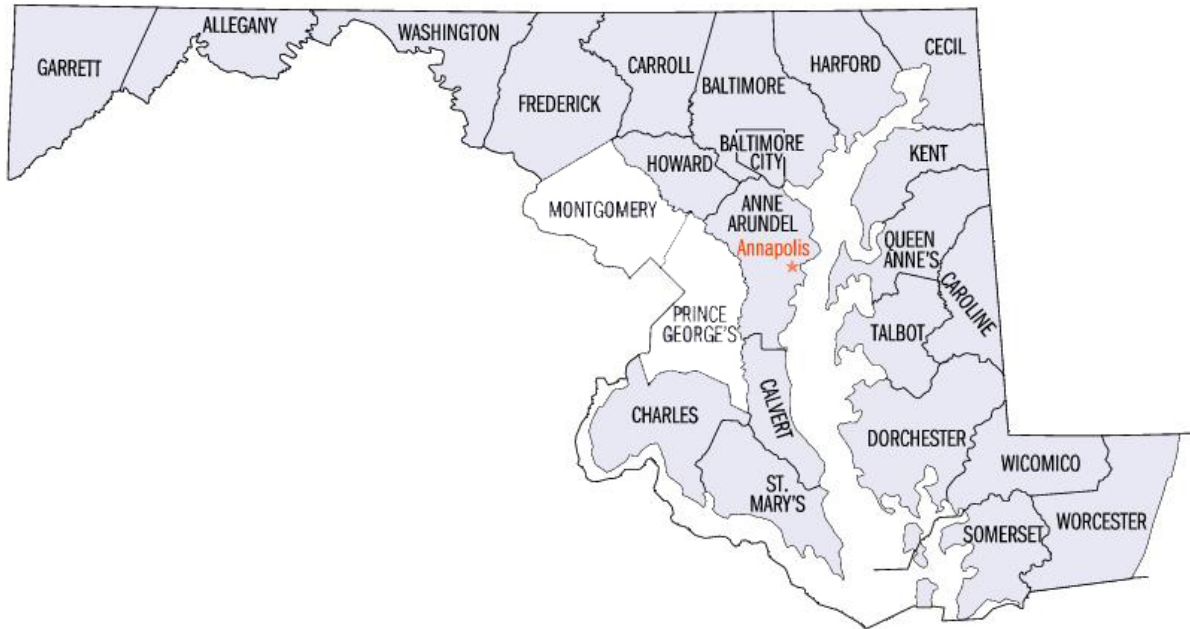 GARRETT
ALLEGANY
WASHINGTON
FREDERICK
CARROLL
BALTIMORE
HARFORD
CECIL
BALTIMORE
CITY
HOWARD
KENT
MONTGOMERY
ANNE
ARUNDEL
Annapolis
QUEEN
ANNE'S
CAROLINE
PRINCE
GEORGE'S
TALBOT
CHARLES
CALVERT
DORCHESTER
WICOMICO
ST.
MARY'S
SOMERSET
WORCESTER